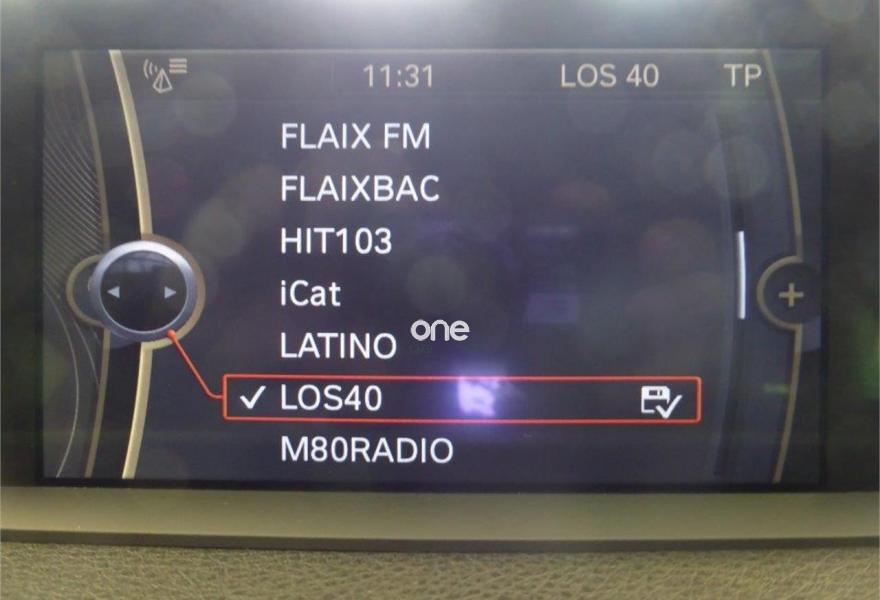 11:31 LOS 40 TP
FLAIX FM
FLAIXBAC
HIT103
iCat
LATINO
one
LOS40
M80RADIO